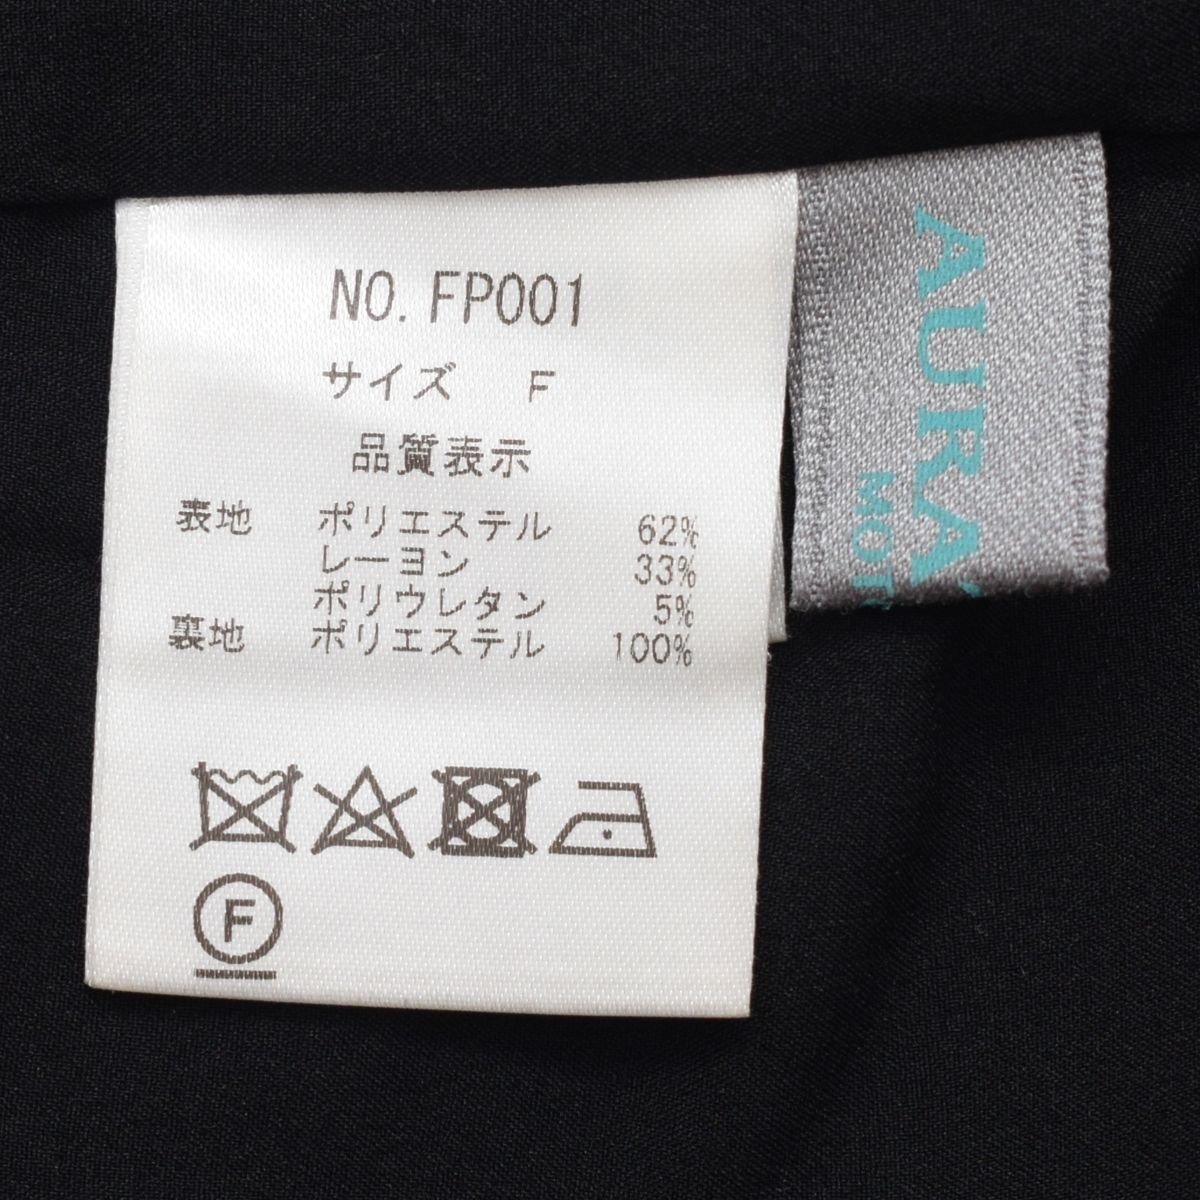 NO. FP001
サイズ F
品質表示
表地 ポリエステル 62%
レーヨン 33%
ポリウレタン 5%
裏地 ポリエステル 100%
F
AURA
MOT